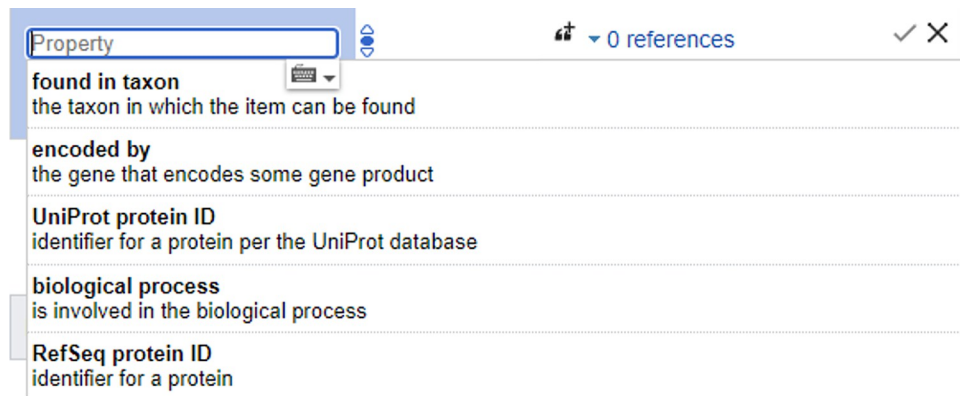 Property
0 references
found in taxon
the taxon in which the item can be found
encoded by
the gene that encodes some gene product
UniProt protein ID
identifier for a protein per the UniProt database
biological process
is involved in the biological process
RefSeq protein ID
identifier for a protein